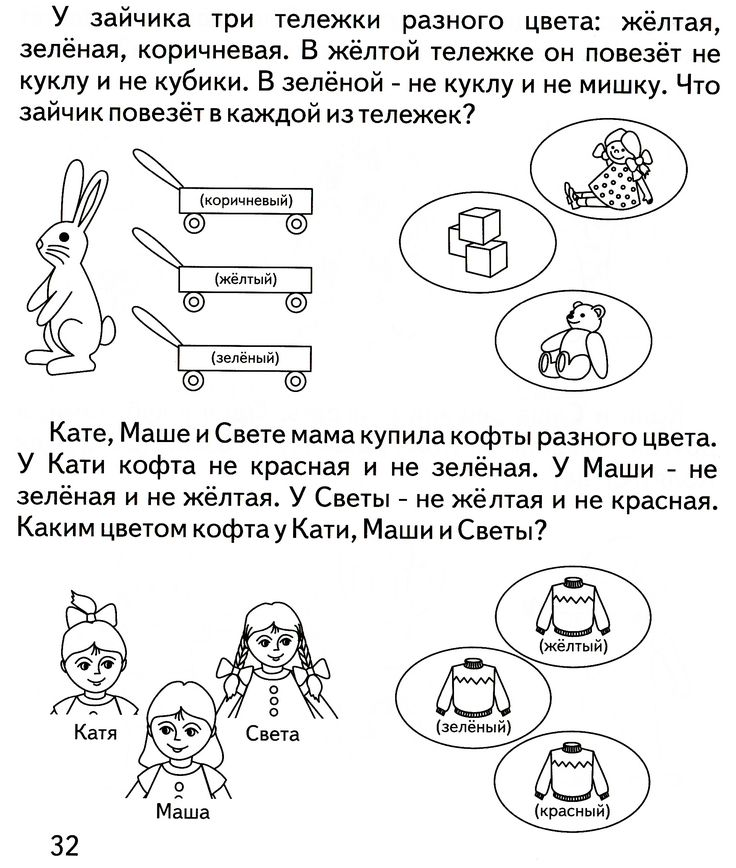 У зайчика три тележки разного цвета: жёлтая,
зелёная, коричневая. В жёлтой тележке он повезёт не
куклу и не кубики. В зелёной - не куклу и не мишку. Что
зайчик повезёт в каждой из тележек?
(коричневый)
(жёлтый)
(зелёный)
Кате, Маше и Свете мама купила кофты разного цвета.
У Кати кофта не красная и не зелёная. У Маши - не
зелёная и не жёлтая. У Светы - не жёлтая и не красная.
Каким цветом кофта у Кати, Маши и Светы?
(жёлтый)
(зелёный)
(красный)
Катя
Света
Маша
32